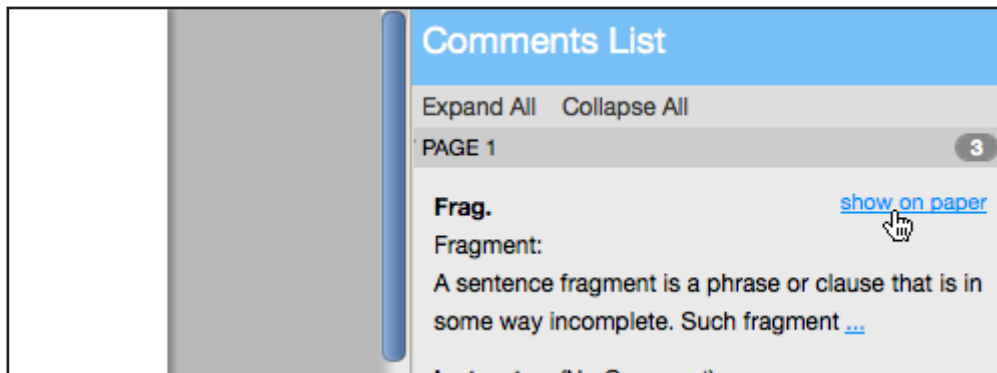 Comments List
Expand All Collapse All
PAGE 1 3
Frag. show on paper
Fragment:
A sentence fragment is a phrase or clause that is in
some way incomplete. Such fragment ...